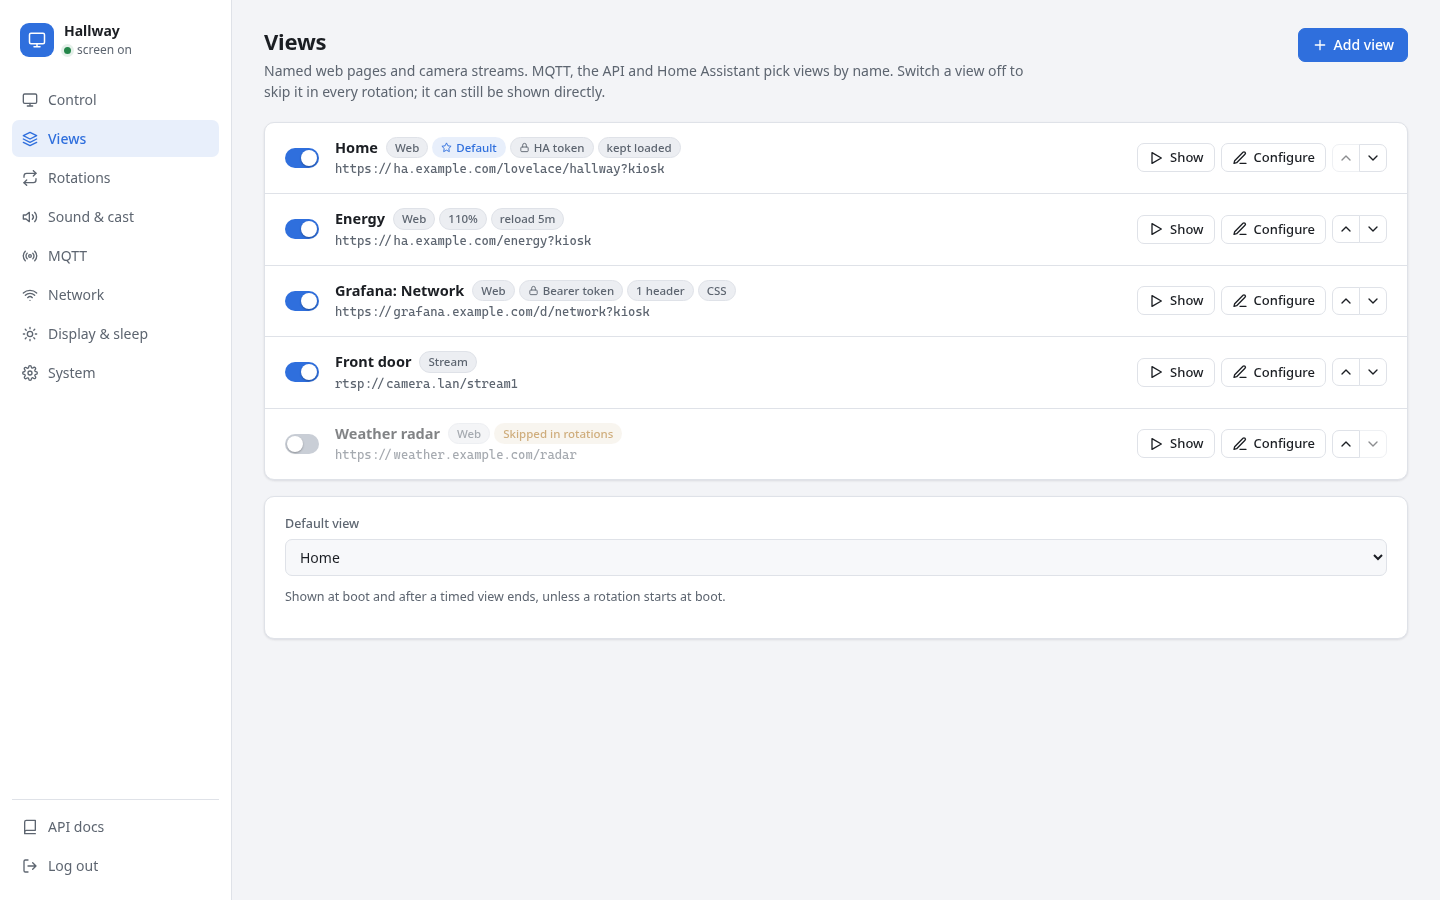 Hallway
screen on
Control
Views
Rotations
Sound & cast
MQTT
Network
Display & sleep
System
API docs
Log out
Views
Add view
Named web pages and camera streams. MQTT, the API and Home Assistant pick views by name. Switch a view off to
skip it in every rotation; it can still be shown directly.
Home Web Default HA token kept loaded
https://ha.example.com/lovelace/hallway?kiosk
Show Configure
Energy Web 110% reload 5m
https://ha.example.com/energy?kiosk
Show Configure
Grafana: Network Web Bearer token 1 header CSS
https://grafana.example.com/d/network?kiosk
Show Configure
Front door Stream
rtsp://camera.lan/stream1
Show Configure
Weather radar Web Skipped in rotations
https://weather.example.com/radar
Show Configure
Default view
Home
Shown at boot and after a timed view ends, unless a rotation starts at boot.